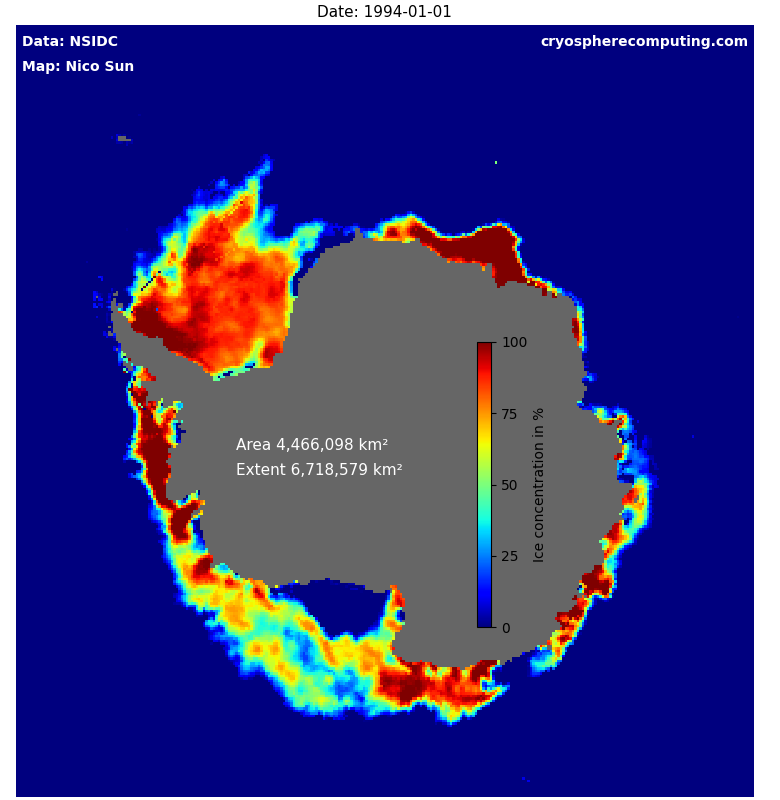 Date: 1994-01-01
Data: NSIDC
cryospherecomputing.com
Map: Nico Sun
100
75
50
25
0
Ice concentration in %
Area 4,466,098 km²
Extent 6,718,579 km²